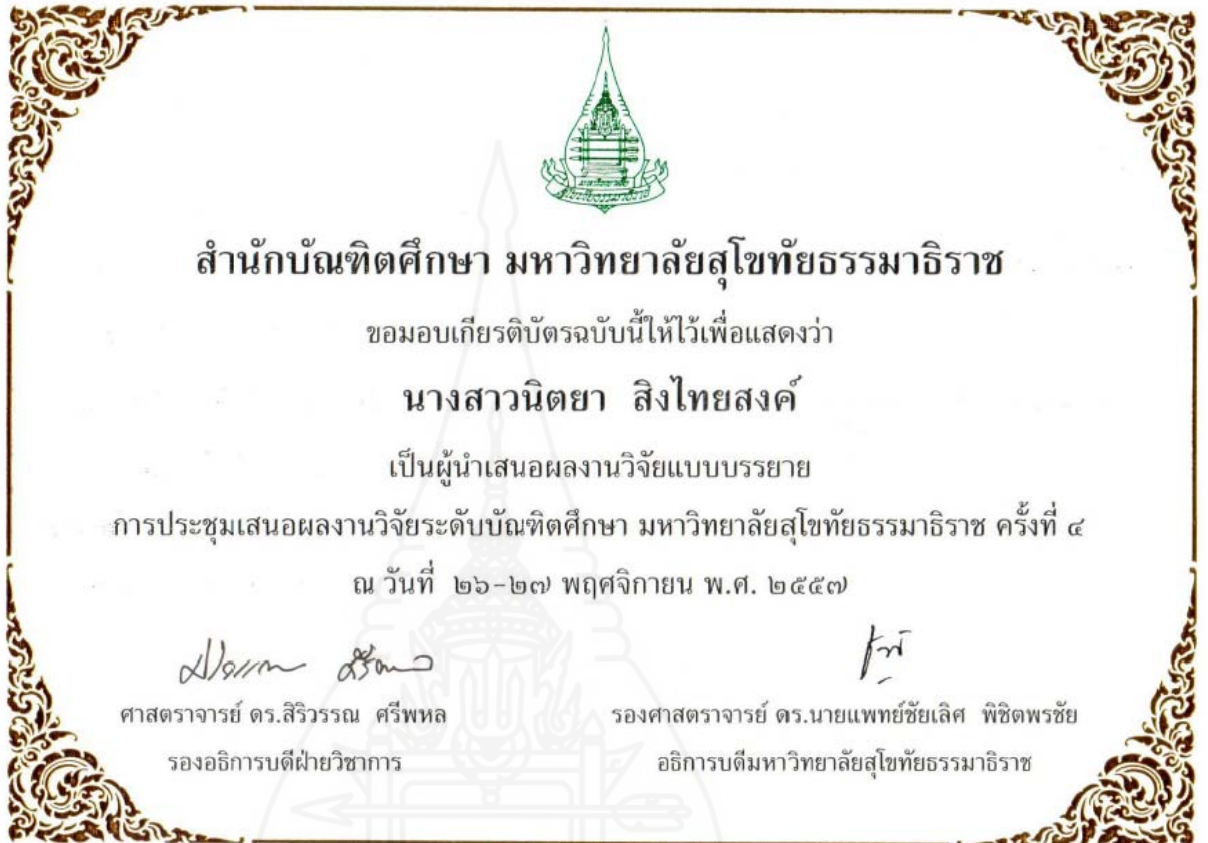 สำนักบัณฑิตศึกษา มหาวิทยาลัยสุโขทัยธรรมาธิราช
ขอมอบเกียรติบัตรฉบับนี้ให้ไว้เพื่อแสดงว่า
นางสาวนิตยา สิงไทยสงค์
เป็นผู้นำเสนอผลงานวิจัยแบบบรรยาย
การประชุมเสนอผลงานวิจัยระดับบัณฑิตศึกษา มหาวิทยาลัยสุโขทัยธรรมาธิราช ครั้งที่ ๔
ณ วันที่ ๒๖-๒๗ พฤศจิกายน พ.ศ. ๒๕๕๗
ศาสตราจารย์ ดร.สิริวรรณ ศรีพหล
รองอธิการบดีฝ่ายวิชาการ
รองศาสตราจารย์ ดร.นายแพทย์ชัยเลิศ พิชิตพรชัย
อธิการบดีมหาวิทยาลัยสุโขทัยธรรมาธิราช